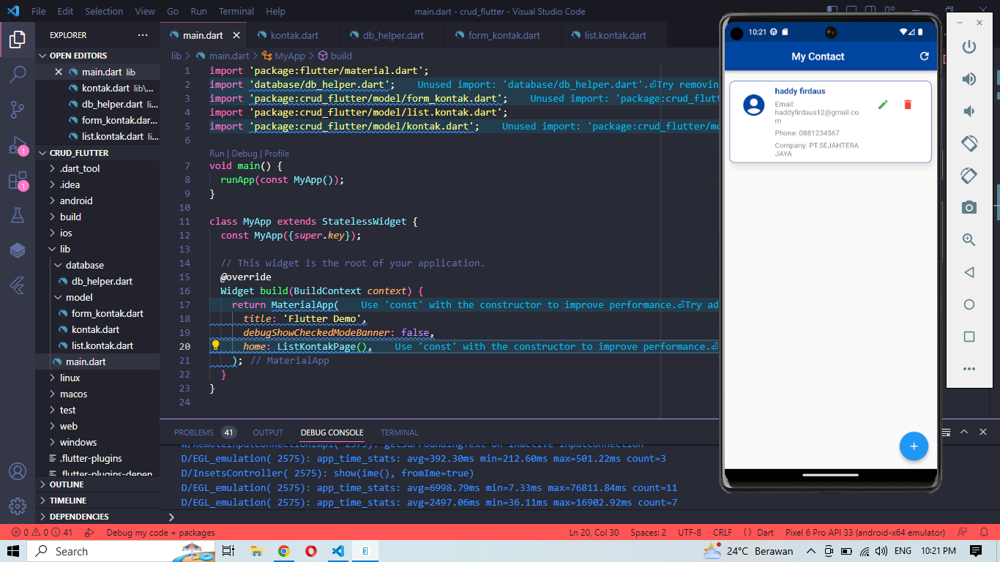 File Edit Selection View Go Run Terminal Help
main.dart - crud_flutter - Visual Studio Code
EXPLORER
OPEN EDITORS
main.dart lib
kontak.dart lib\...
db_helper.dart li...
form_kontak.dar...
list.kontak.dart li...
CRUD_FLUTTER
.dart_tool
.idea
android
build
ios
lib
database
db_helper.dart
model
form_kontak.dart
kontak.dart
list.kontak.dart
main.dart
linux
macos
test
web
windows
.flutter-plugins
.flutter-plugins-depen
OUTLINE
TIMELINE
DEPENDENCIES
1
1
main.dart kontak.dart db_helper.dart form_kontak.dart list.kontak.dart
lib > main.dart > MyApp > build
1 import 'package:flutter/material.dart';
2 import 'database/db_helper.dart'; Unused import: 'database/db_helper.dart'.⏎Try removin
3 import 'package:crud_flutter/model/form_kontak.dart'; Unused import: 'package:crud_flutt
4 import 'package:crud_flutter/model/list.kontak.dart';
5 import 'package:crud_flutter/model/kontak.dart'; Unused import: 'package:crud_flutter/mo
6
Run | Debug | Profile
7 void main() {
8 runApp(const MyApp());
9 }
10
11 class MyApp extends StatelessWidget {
12 const MyApp({super.key});
13
14 // This widget is the root of your application.
15 @override
16 Widget build(BuildContext context) {
17 return MaterialApp( Use 'const' with the constructor to improve performance.⏎Try ad
18 title: 'Flutter Demo',
19 debugShowCheckedModeBanner: false,
20 home: ListKontakPage(), Use 'const' with the constructor to improve performance.⏎
21 ); // MaterialApp
22 }
23 }
24
PROBLEMS 41 OUTPUT DEBUG CONSOLE TERMINAL
W/RemoteInputConnectionImpl( 2575): getSurroundingText on inactive InputConnection
D/EGL_emulation( 2575): app_time_stats: avg=392.30ms min=212.60ms max=501.22ms count=3
D/InsetsController( 2575): show(ime(), fromIme=true)
D/EGL_emulation( 2575): app_time_stats: avg=6998.79ms min=7.33ms max=76811.84ms count=11
D/EGL_emulation( 2575): app_time_stats: avg=2497.06ms min=36.11ms max=16902.92ms count=7
10:21
My Contact
haddy firdaus
Email:
haddyfirdaus12@gmail.co
m
Phone: 0881234567
Company: PT.SEJAHTERA
JAYA
0 0 41 Debug my code + packages
Ln 20, Col 30 Spaces: 2 UTF-8 CRLF {} Dart Pixel 6 Pro API 33 (android-x64 emulator)
Search
24°C Berawan ENG 10:21 PM